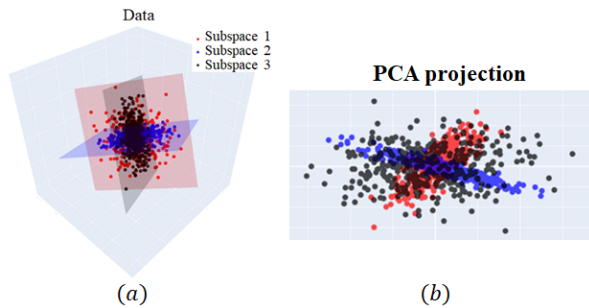 Data
Subspace 1
Subspace 2
Subspace 3
PCA projection
(a)
(b)